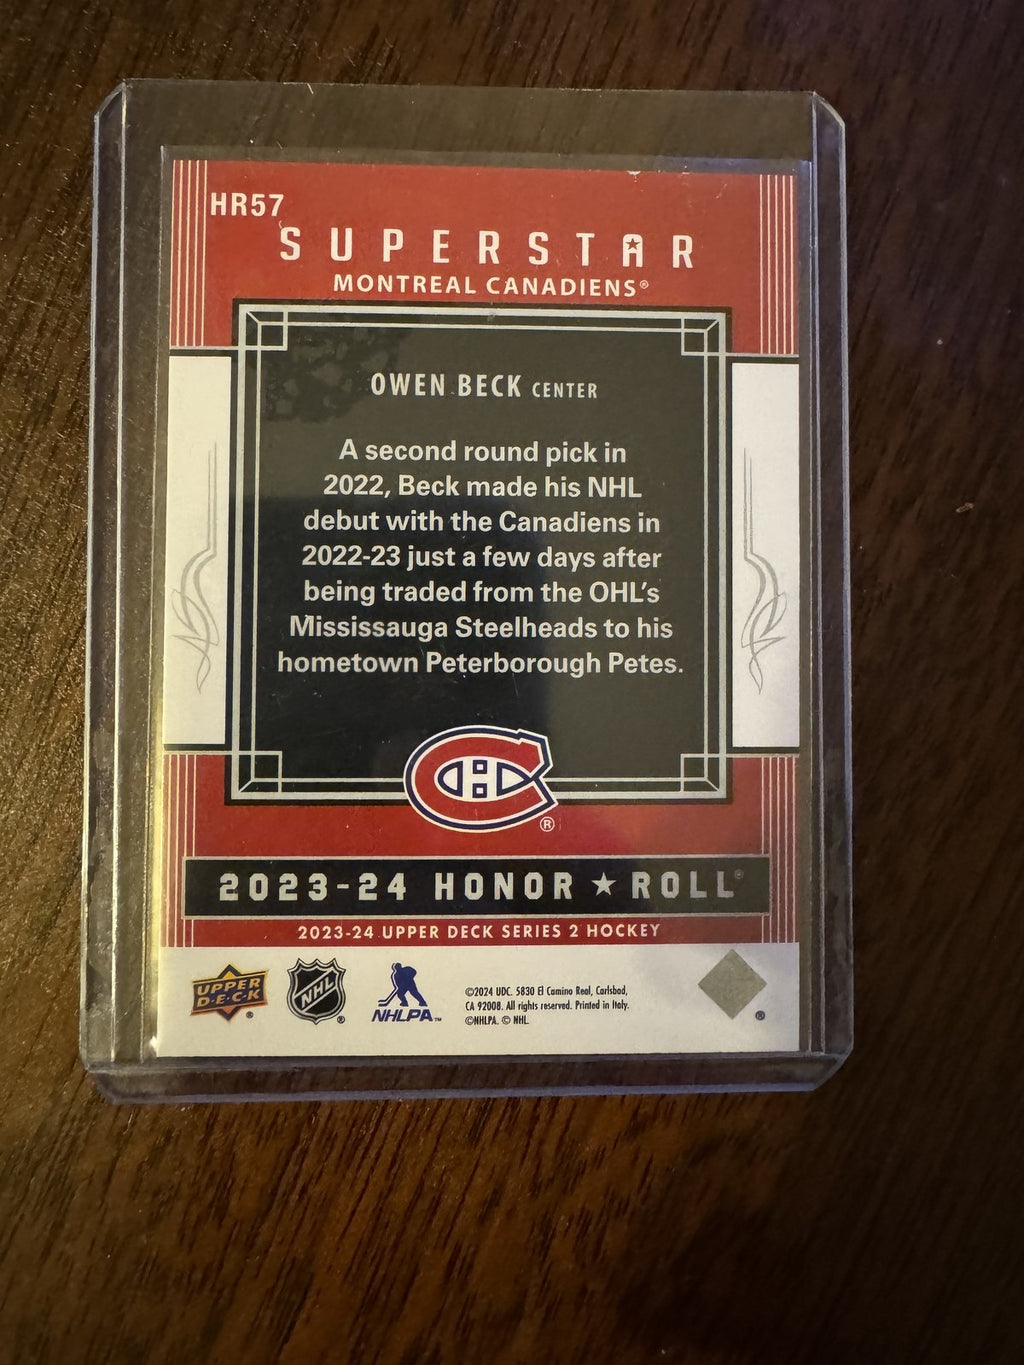 HR57
SUPERSTAR
MONTREAL CANADIENS®
OWEN BECK CENTER
A second round pick in
2022, Beck made his NHL
debut with the Canadiens in
2022-23 just a few days after
being traded from the OHL's
Mississauga Steelheads to his
hometown Peterborough Petes.
®
2023-24 HONOR ★ ROLL®
2023-24 UPPER DECK SERIES 2 HOCKEY
UPPER
D·E·C·K
®
NHL
®
NHLPA™
©2024 UDC. 5830 El Camino Real, Carlsbad,
CA 92008. All rights reserved. Printed in Italy.
©NHLPA. © NHL.
®